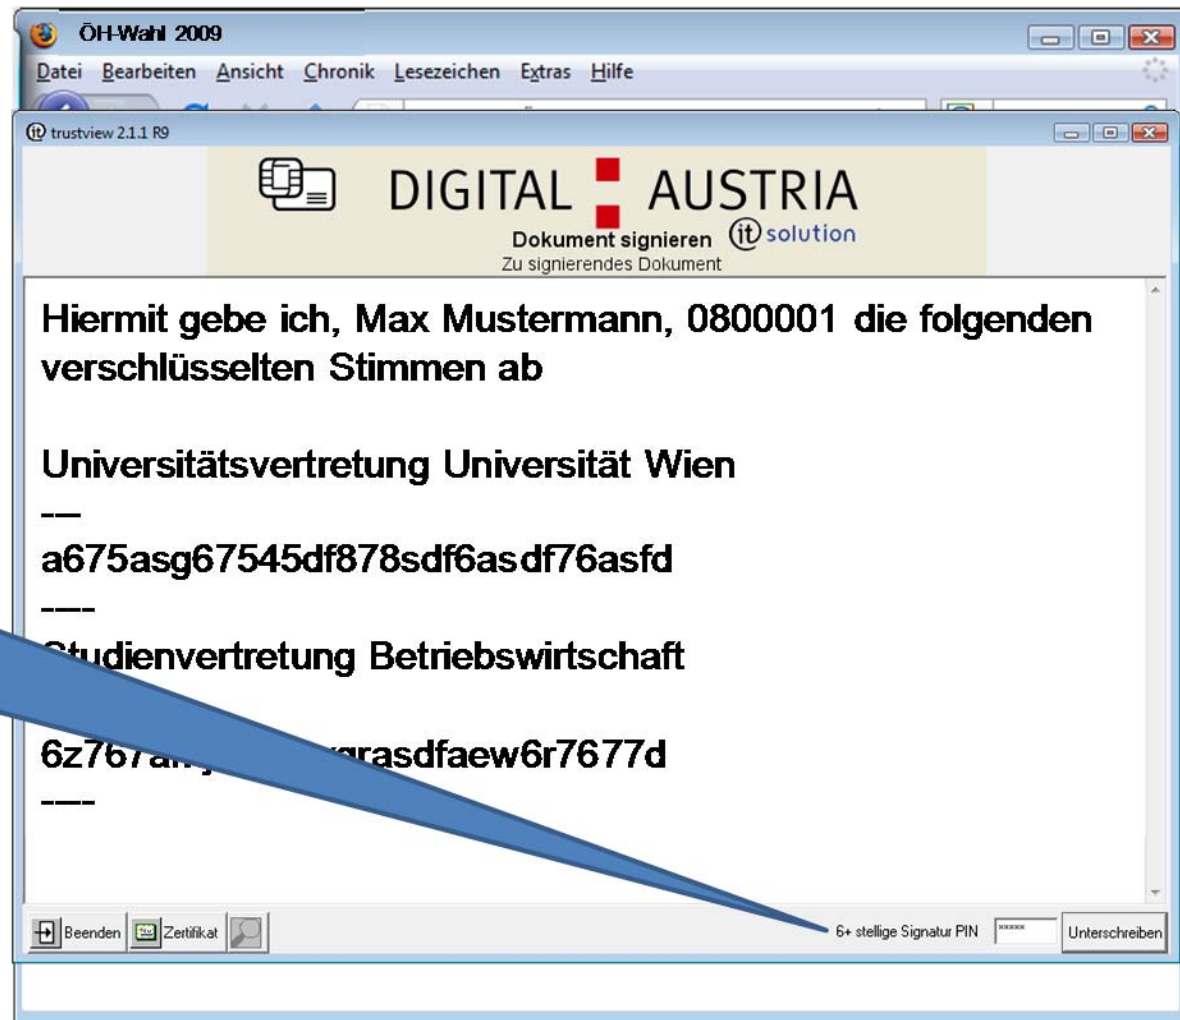 ÖH-Wahl 2009
Datei Bearbeiten Ansicht Chronik Lesezeichen Extras Hilfe
trustview 2.1.1 R9
DIGITAL AUSTRIA
Dokument signieren it solution
Zu signierendes Dokument
Hiermit gebe ich, Max Mustermann, 0800001 die folgenden
verschlüsselten Stimmen ab
Universitätsvertretung Universität Wien
---
a675asg67545df878sdf6asdf76asfd
----
Studienvertretung Betriebswirtschaft
----
Beenden Zertifikat 6+ stellige Signatur PIN ***** Unterschreiben